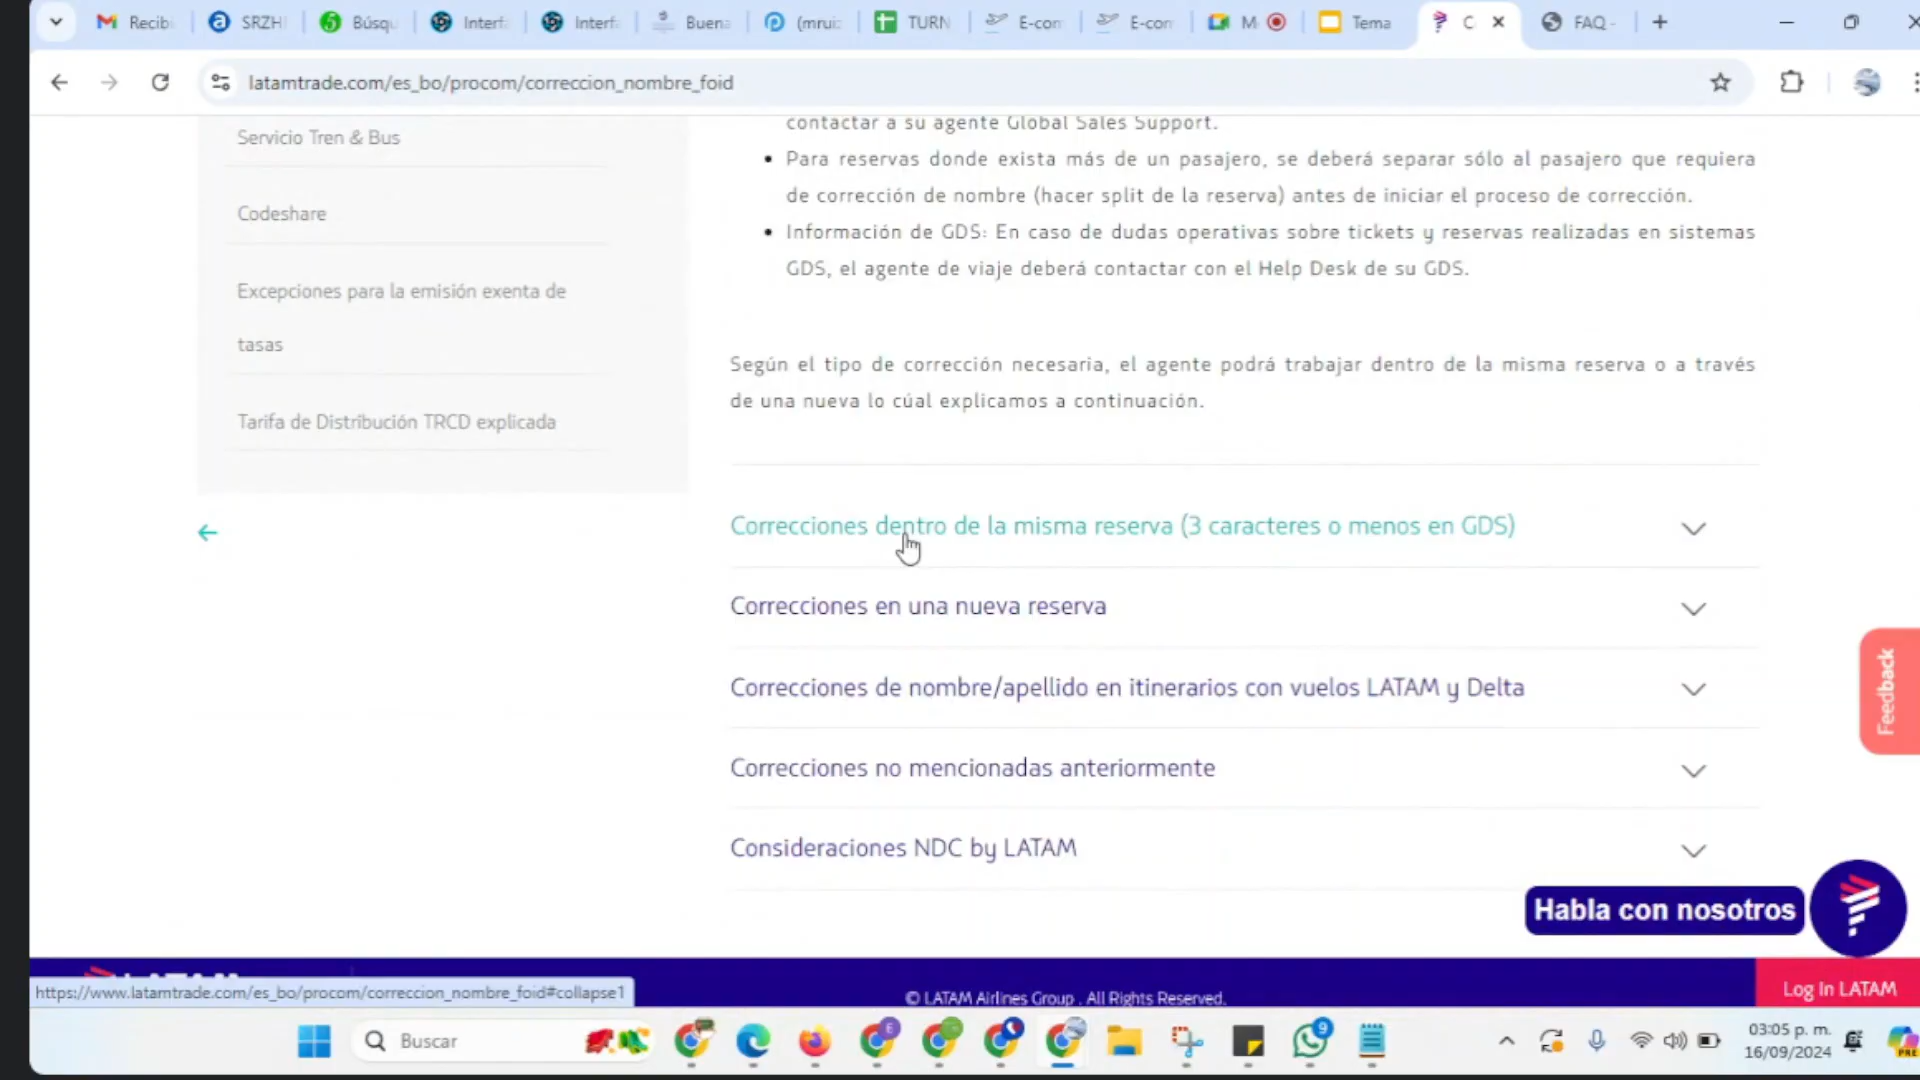 Recib
SRZH
Búsqu
Interf
Interf
Buena
(mruiz
TURN
E-con
E-con
M
Tema
C
FAQ -
latamtrade.com/es_bo/procom/correccion_nombre_foid
Servicio Tren & Bus
Codeshare
Excepciones para la emisión exenta de
tasas
Tarifa de Distribución TRCD explicada
contactar a su agente Global Sales Support.
• Para reservas donde exista más de un pasajero, se deberá separar sólo al pasajero que requiera
de corrección de nombre (hacer split de la reserva) antes de iniciar el proceso de corrección.
• Información de GDS: En caso de dudas operativas sobre tickets y reservas realizadas en sistemas
GDS, el agente de viaje deberá contactar con el Help Desk de su GDS.
Según el tipo de corrección necesaria, el agente podrá trabajar dentro de la misma reserva o a través
de una nueva lo cúal explicamos a continuación.
Correcciones dentro de la misma reserva (3 caracteres o menos en GDS)
Correcciones en una nueva reserva
Correcciones de nombre/apellido en itinerarios con vuelos LATAM y Delta
Correcciones no mencionadas anteriormente
Consideraciones NDC by LATAM
Feedback
Habla con nosotros
https://www.latamtrade.com/es_bo/procom/correccion_nombre_foid#collapse1
© LATAM Airlines Group . All Rights Reserved.
Log In LATAM
Buscar
E
9
03:05 p. m.
16/09/2024
PRE